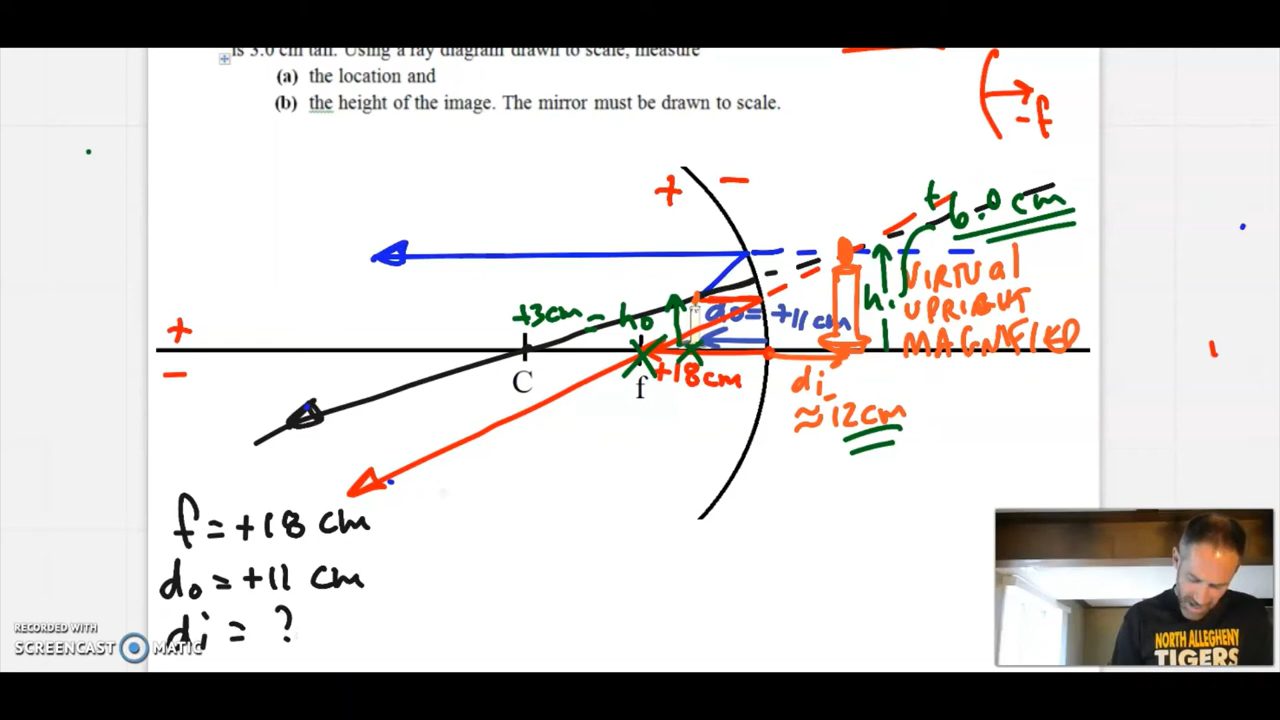 is 3.0 cm tall. Using a ray diagram drawn to scale, measure
(a) the location and
(b) the height of the image. The mirror must be drawn to scale.
-f
+ -
+6.0 cm
VIRTUAL
UPRIGHT
MAGNIFIED
hi
+3cm = ho
do = +11 cm
+
-
C
f
+18cm
di
≈ 12cm
f = +18 cm
do = +11 cm
di = ?
RECORDED WITH
SCREENCAST MATIC
NORTH ALLEGHENY
TIGERS